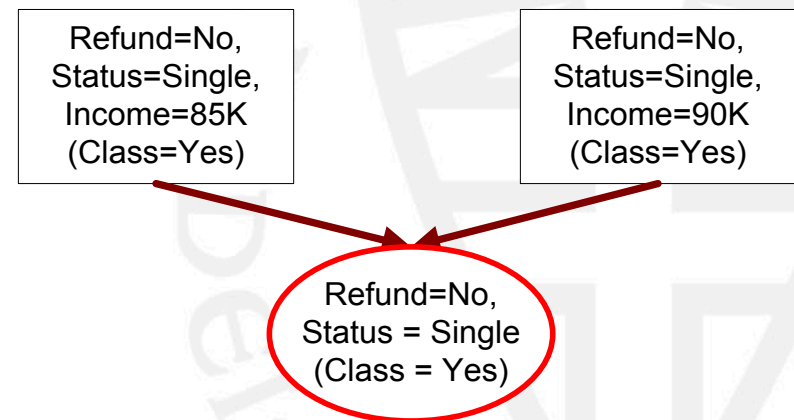 Refund=No,
Status=Single,
Income=85K
(Class=Yes)
Refund=No,
Status=Single,
Income=90K
(Class=Yes)
Refund=No,
Status = Single
(Class = Yes)